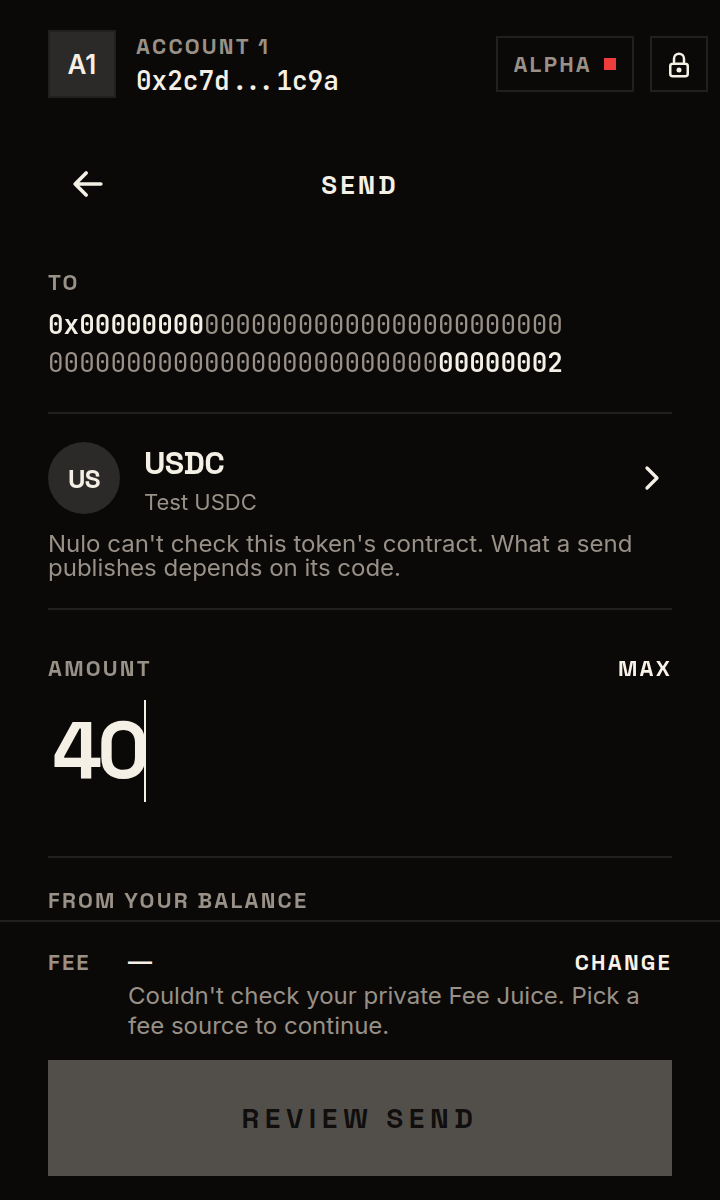 A1
ACCOUNT 1
0x2c7d...1c9a
ALPHA
SEND
TO
0x0000000000000000000000000000000
000000000000000000000000000000002
US
USDC
Test USDC
Nulo can't check this token's contract. What a send
publishes depends on its code.
AMOUNT
MAX
40
FROM YOUR BALANCE
FEE
—
CHANGE
Couldn't check your private Fee Juice. Pick a
fee source to continue.
REVIEW SEND